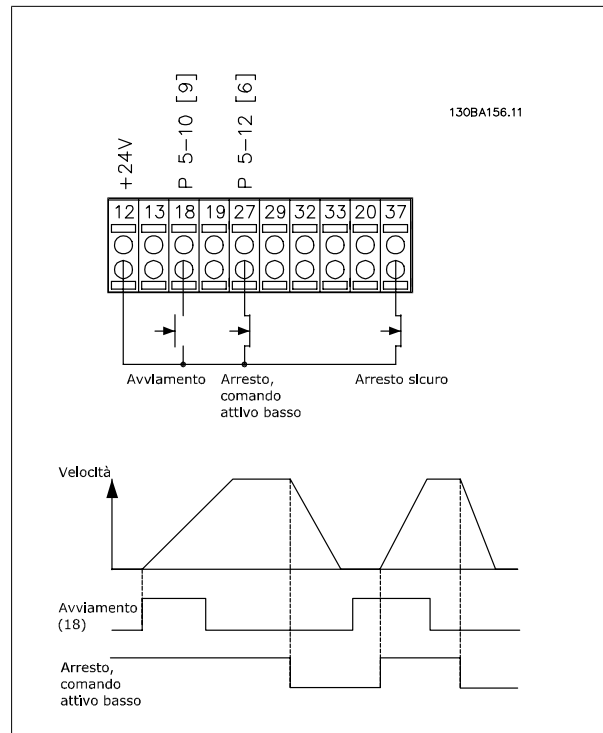 +24V
P 5-10 [9]
P 5-12 [6]
130BA156.11
12 13 18 19 27 29 32 33 20 37
Avviamento
Arresto,
comando
attivo basso
Arresto sicuro
Velocità
Avviamento
(18)
Arresto,
comando
attivo basso